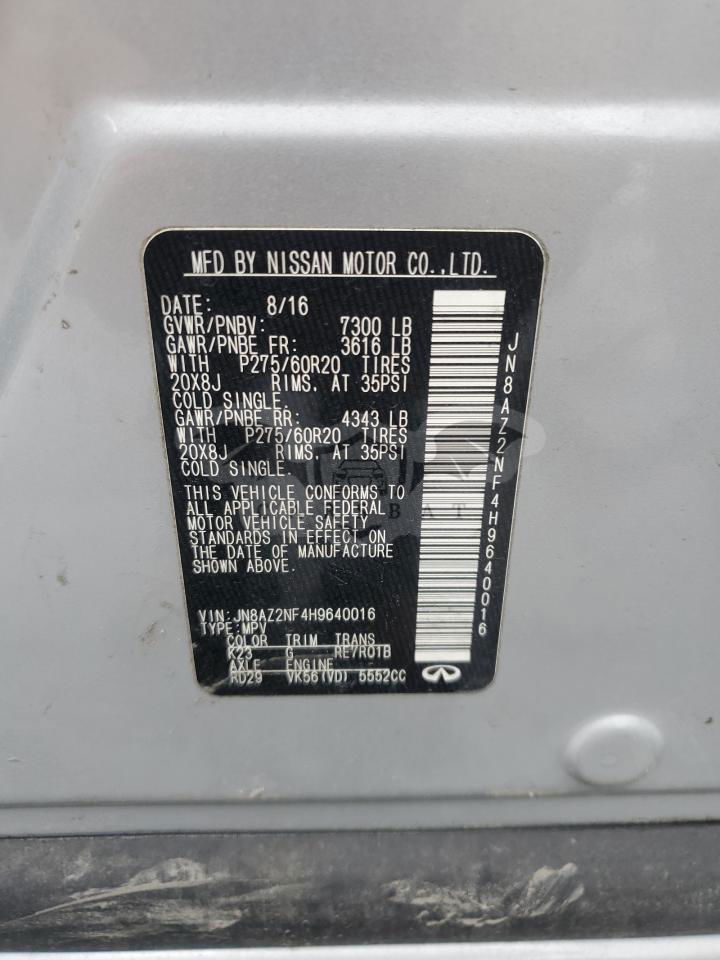 MFD BY NISSAN MOTOR CO.,LTD.
DATE: 8/16
GVWR/PNBV: 7300 LB
GAWR/PNBE FR: 3616 LB
WITH P275/60R20 TIRES
20X8J RIMS. AT 35PSI
COLD SINGLE.
GAWR/PNBE RR: 4343 LB
WITH P275/60R20 TIRES
20X8J RIMS. AT 35PSI
COLD SINGLE.
THIS VEHICLE CONFORMS TO
ALL APPLICABLE FEDERAL
MOTOR VEHICLE SAFETY
STANDARDS IN EFFECT ON
THE DATE OF MANUFACTURE
SHOWN ABOVE.
VIN:JN8AZ2NF4H9640016
TYPE:MPV
COLOR TRIM TRANS
K23 G RE7R01B
AXLE ENGINE
RD29 VK56(VD) 5552CC
JN8AZ2NF4H9640016